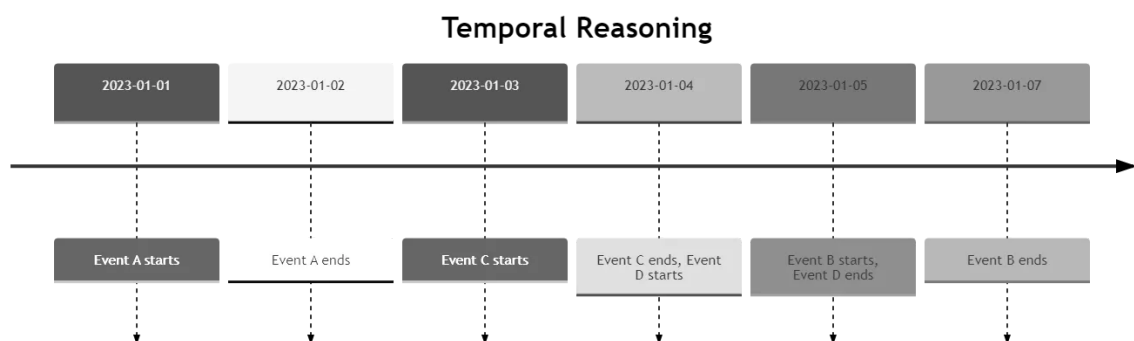 Temporal Reasoning
2023-01-01
2023-01-02
2023-01-03
2023-01-04
2023-01-05
2023-01-07
Event A starts
Event A ends
Event C starts
Event C ends, Event
D starts
Event B starts,
Event D ends
Event B ends